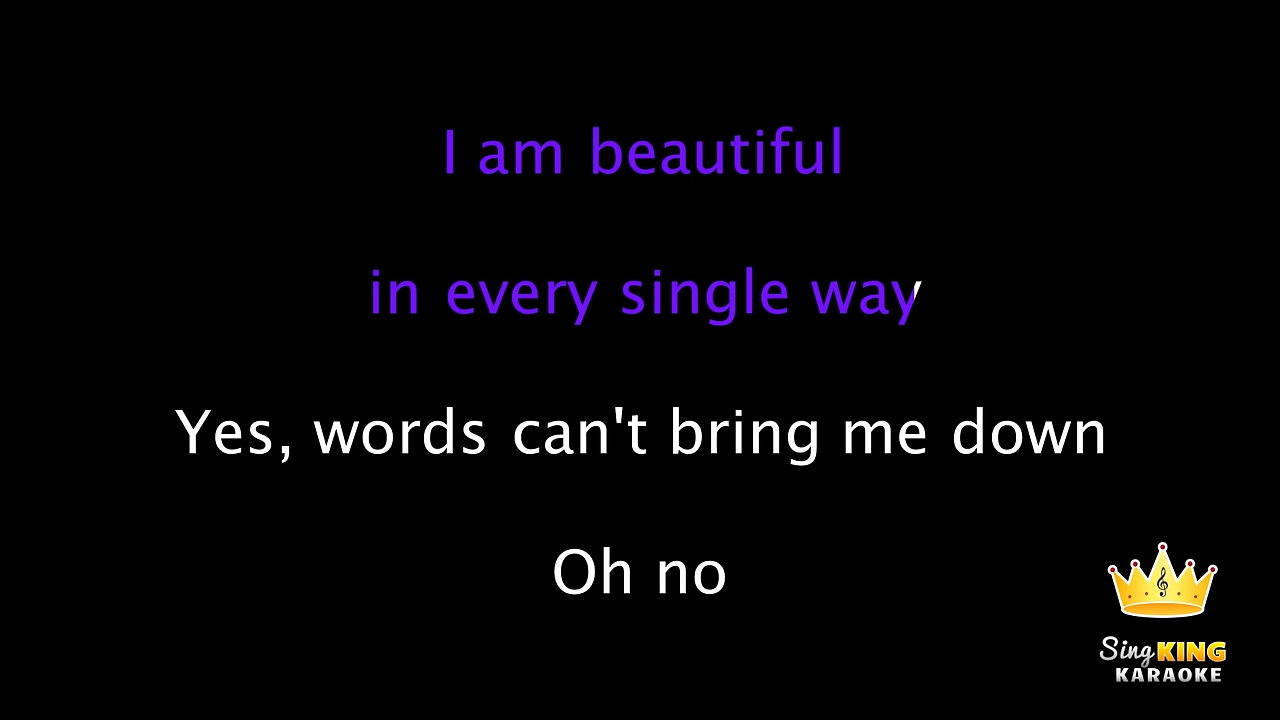 I am beautiful
in every single way
Yes, words can't bring me down
Oh no
Sing KING
KARAOKE